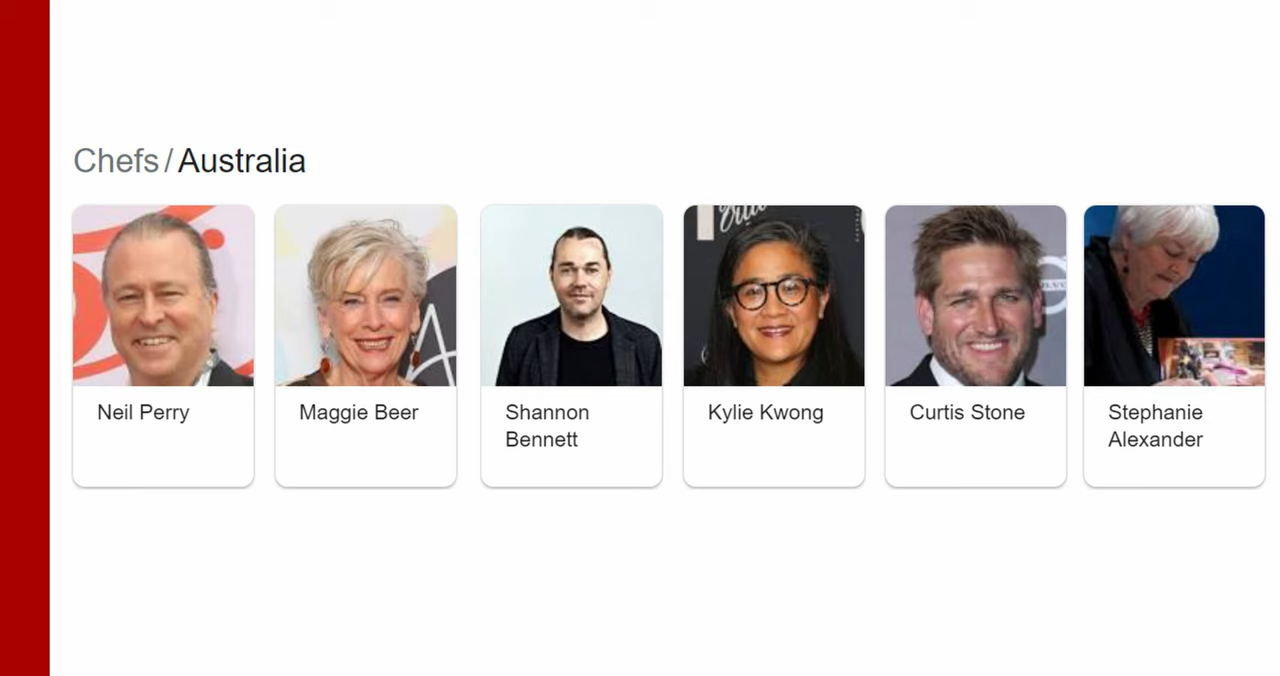 Chefs / Australia
Neil Perry
Maggie Beer
Shannon
Bennett
Kylie Kwong
Curtis Stone
Stephanie
Alexander